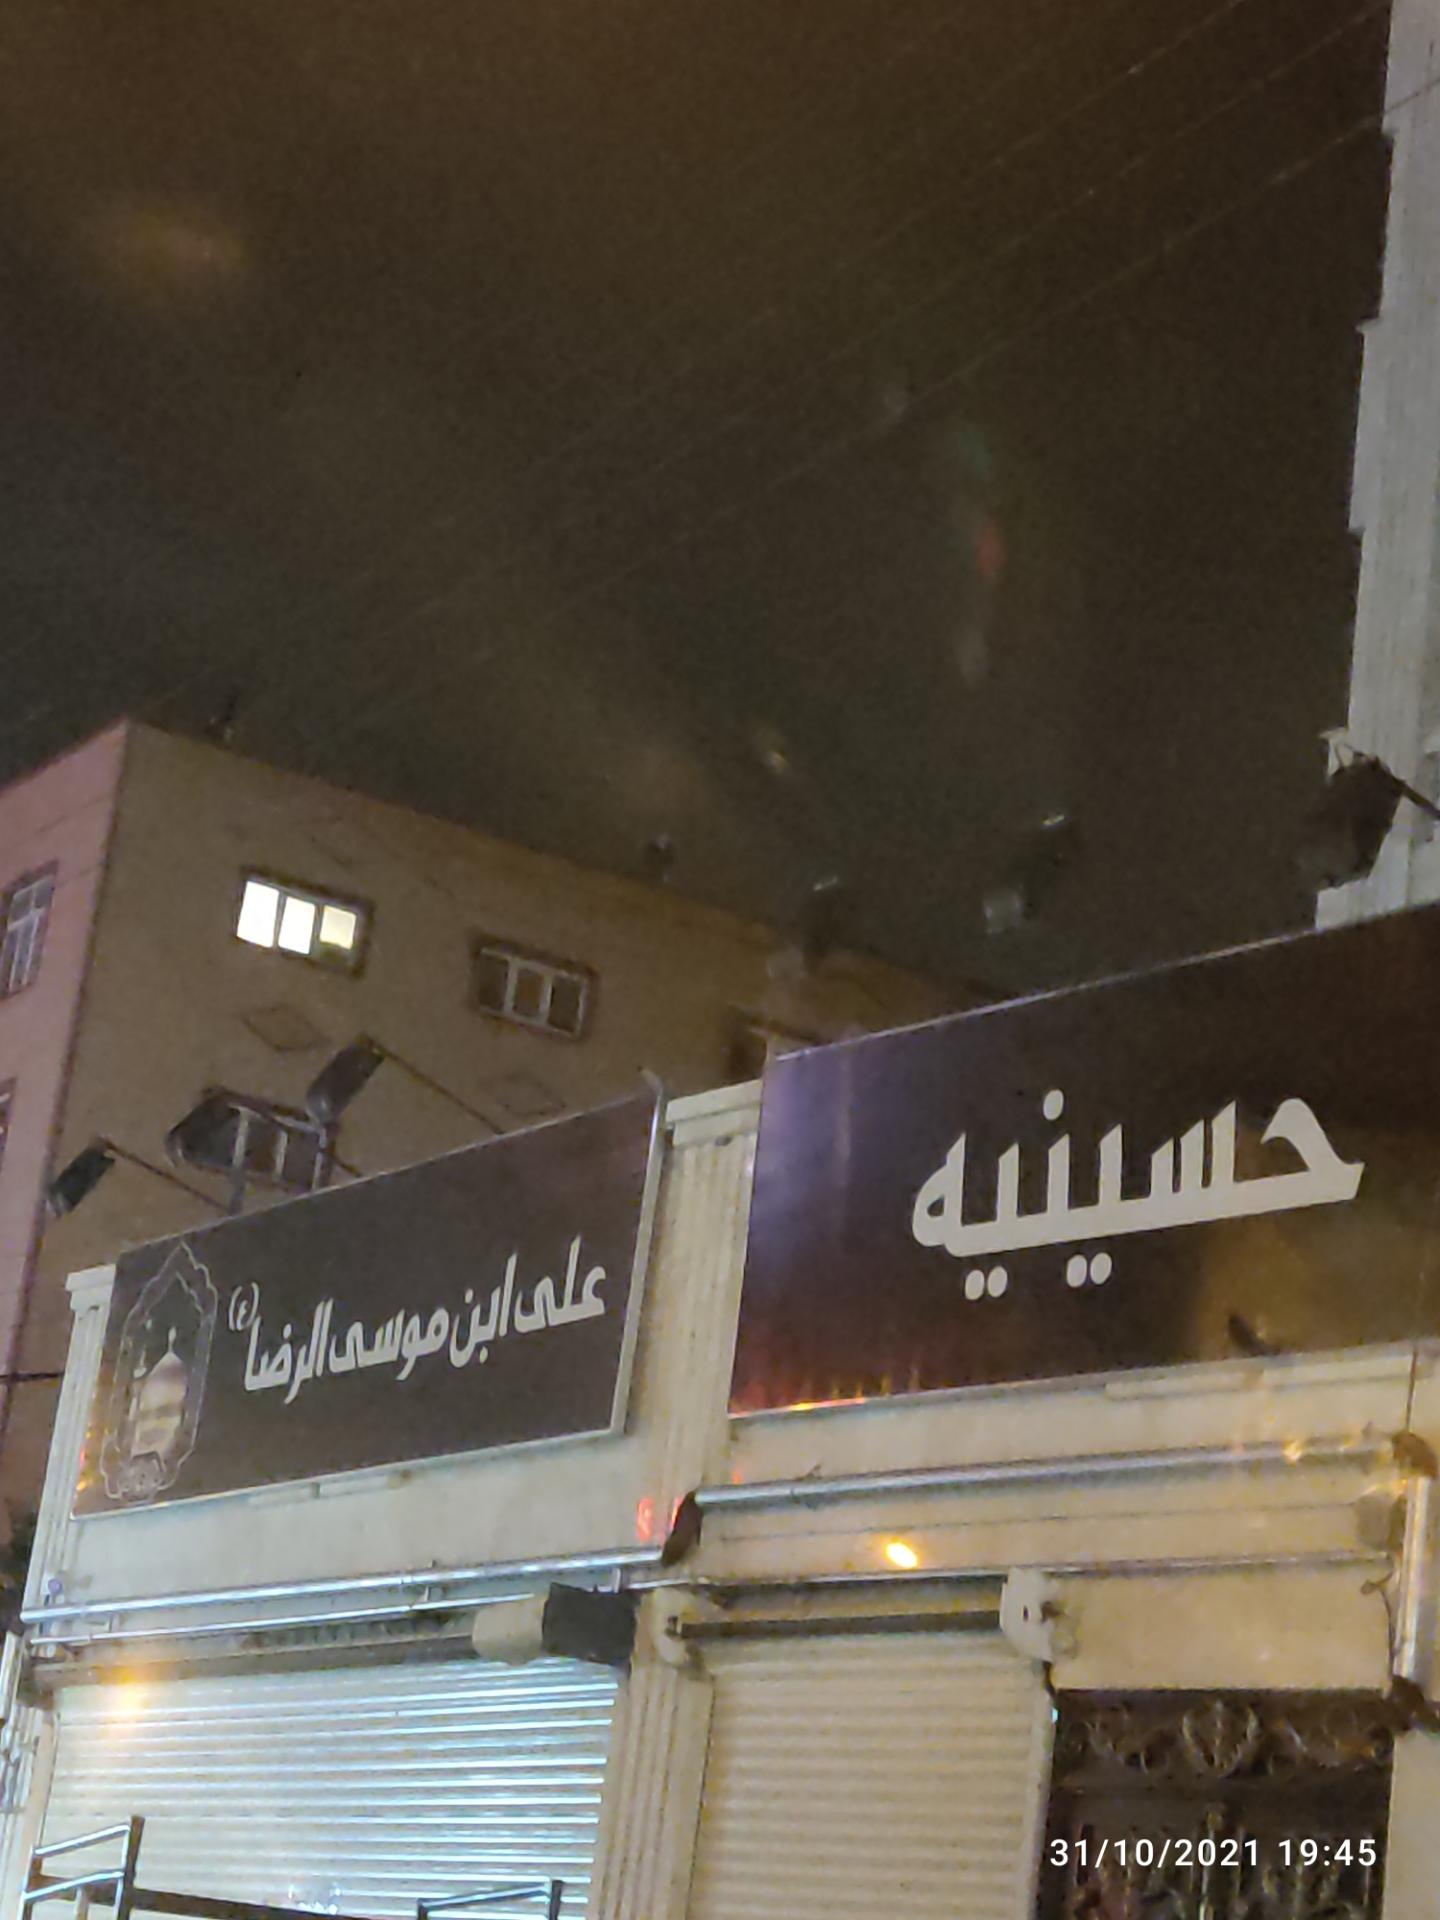 حسینیه
علی ابن موسی الرضا (ع)
31/10/2021 19:45